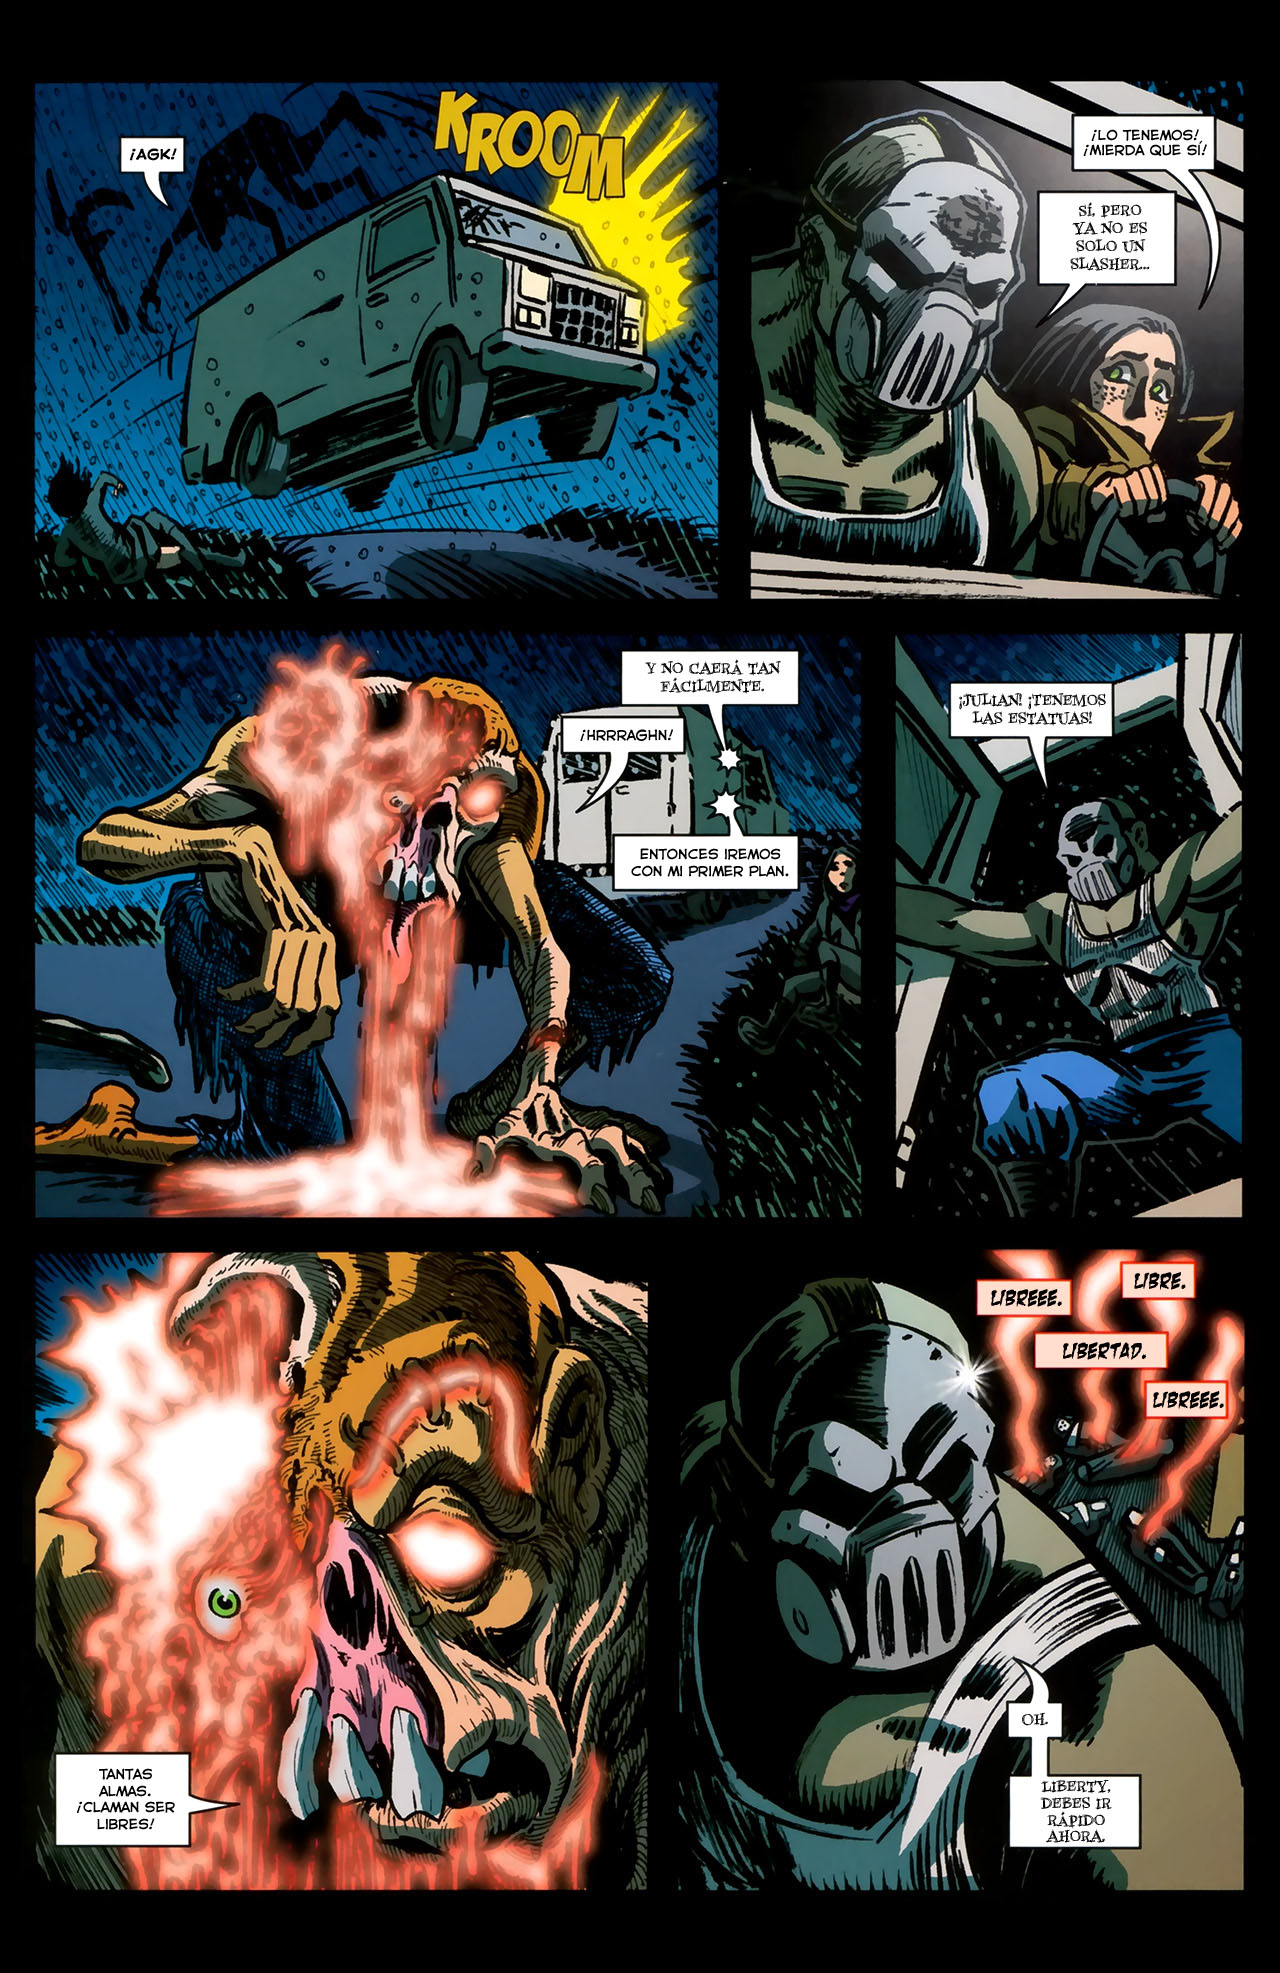 ¡AGK!
KROOM
¡LO TENEMOS!
¡MIERDA QUE SÍ!
SÍ, PERO
YA NO ES
SOLO UN
SLASHER...
Y NO CAERÁ TAN
FÁCILMENTE.
¡HRRRAGHN!
ENTONCES IREMOS
CON MI PRIMER PLAN.
¡JULIAN! ¡TENEMOS
LAS ESTATUAS!
TANTAS
ALMAS.
¡CLAMAN SER
LIBRES!
LIBREEE.
LIBRE.
LIBERTAD.
LIBREEE.
OH.
LIBERTY,
DEBES IR
RÁPIDO
AHORA.